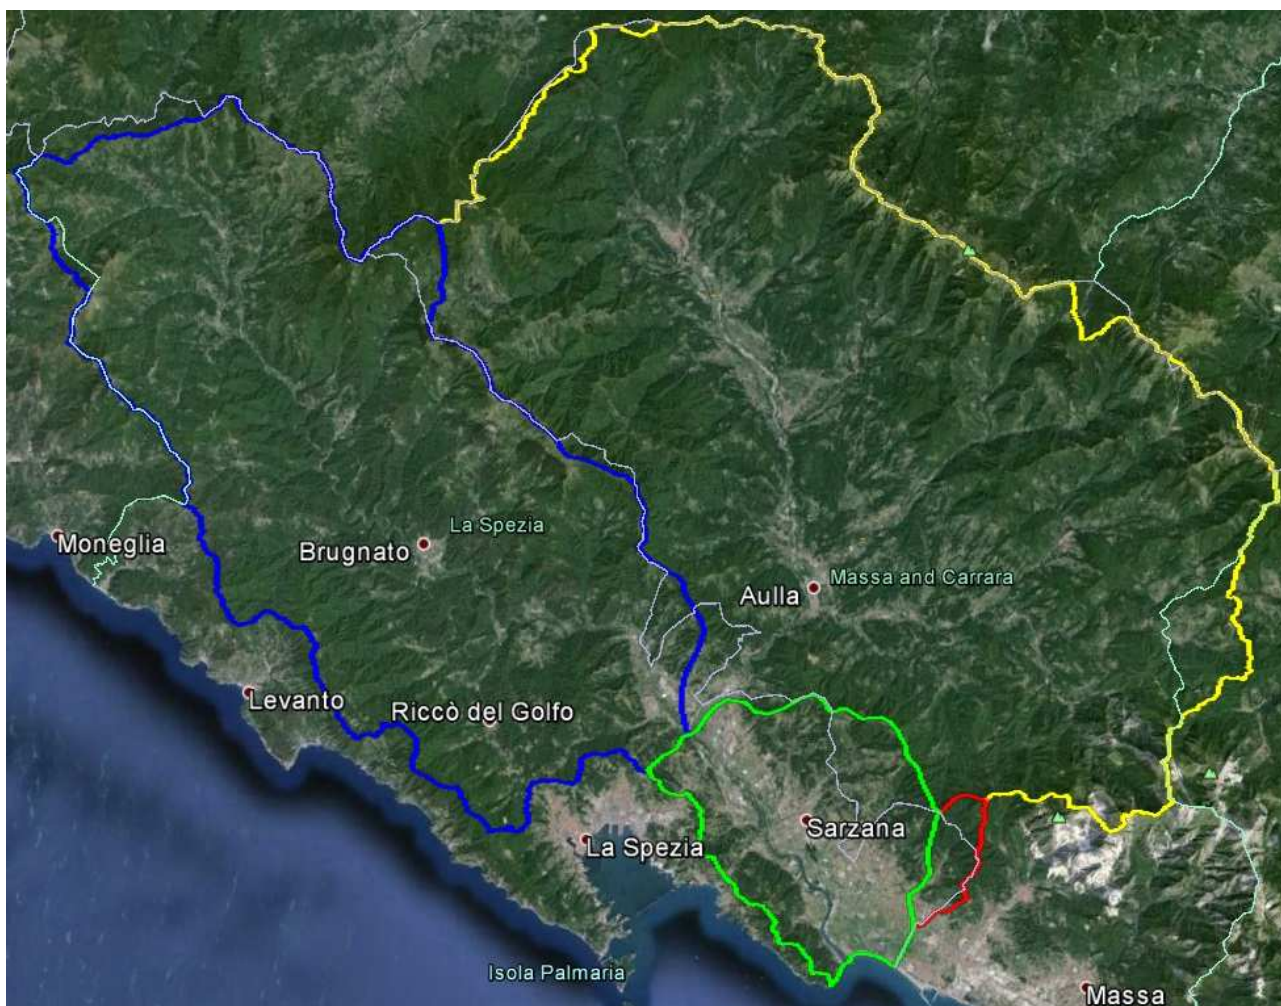 La Spezia
Moneglia
Brugnato
Massa and Carrara
Aulla
Levanto
Riccò del Golfo
Sarzana
La Spezia
Isola Palmaria
Massa